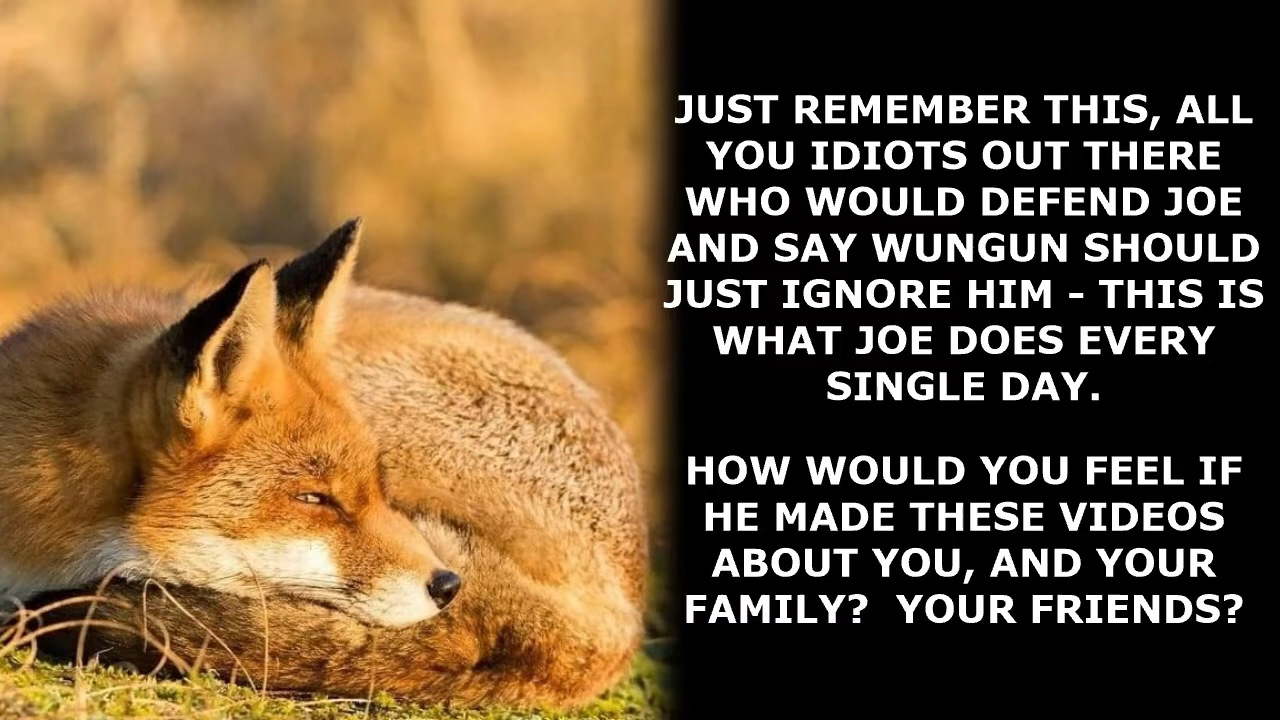 JUST REMEMBER THIS, ALL
YOU IDIOTS OUT THERE
WHO WOULD DEFEND JOE
AND SAY WUNGUN SHOULD
JUST IGNORE HIM - THIS IS
WHAT JOE DOES EVERY
SINGLE DAY.
HOW WOULD YOU FEEL IF
HE MADE THESE VIDEOS
ABOUT YOU, AND YOUR
FAMILY?  YOUR FRIENDS?